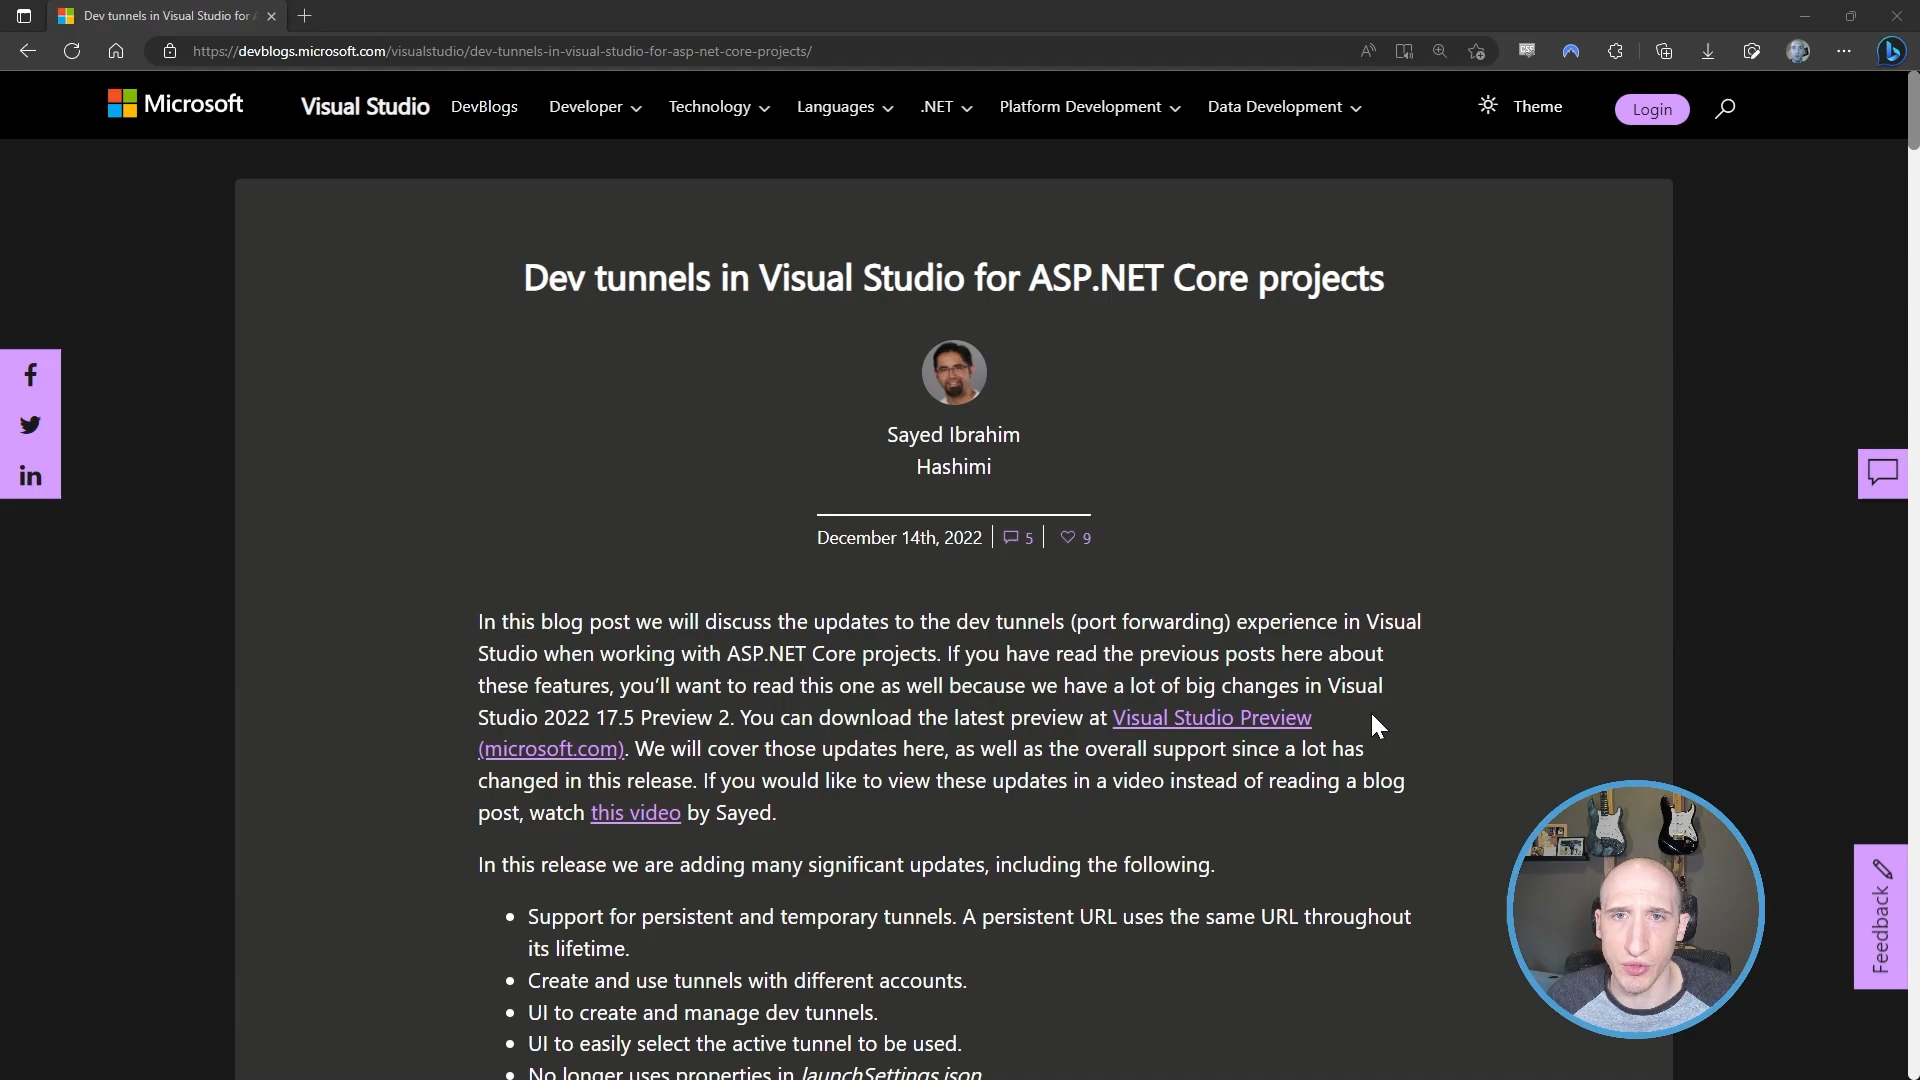 Dev tunnels in Visual Studio for
https://devblogs.microsoft.com/visualstudio/dev-tunnels-in-visual-studio-for-asp-net-core-projects/
Microsoft Visual Studio DevBlogs Developer Technology Languages .NET Platform Development Data Development Theme Login
Dev tunnels in Visual Studio for ASP.NET Core projects
Sayed Ibrahim
Hashimi
December 14th, 2022 5 9
In this blog post we will discuss the updates to the dev tunnels (port forwarding) experience in Visual
Studio when working with ASP.NET Core projects. If you have read the previous posts here about
these features, you’ll want to read this one as well because we have a lot of big changes in Visual
Studio 2022 17.5 Preview 2. You can download the latest preview at Visual Studio Preview
(microsoft.com). We will cover those updates here, as well as the overall support since a lot has
changed in this release. If you would like to view these updates in a video instead of reading a blog
post, watch this video by Sayed.
In this release we are adding many significant updates, including the following.
• Support for persistent and temporary tunnels. A persistent URL uses the same URL throughout
its lifetime.
• Create and use tunnels with different accounts.
• UI to create and manage dev tunnels.
• UI to easily select the active tunnel to be used.
• No longer uses properties in launchSettings.json
Feedback